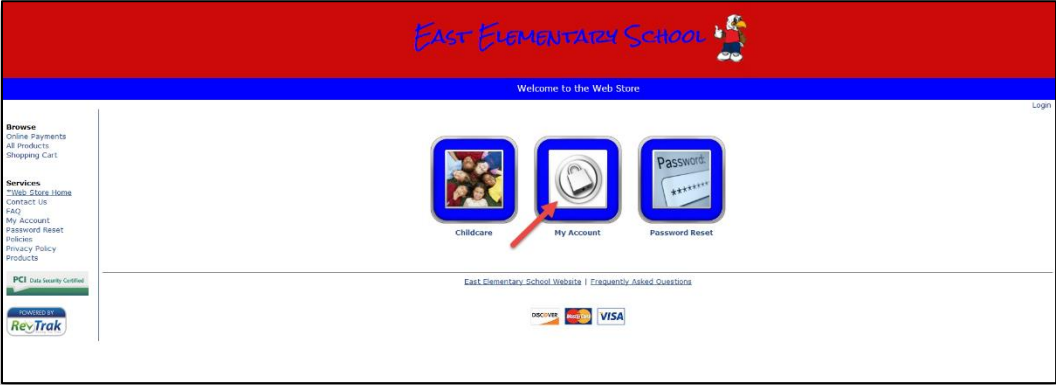 EAST ELEMENTARY SCHOOL
Welcome to the Web Store
Login
Browse
Online Payments
All Products
Shopping Cart
Services
*Web Store Home
Contact Us
FAQ
My Account
Password Reset
Policies
Privacy Policy
Products
PCI Data Security Certified
POWERED BY
RevTrak
Password:
********
Childcare
My Account
Password Reset
East Elementary School Website | Frequently Asked Questions
DISCOVER
MasterCard
VISA